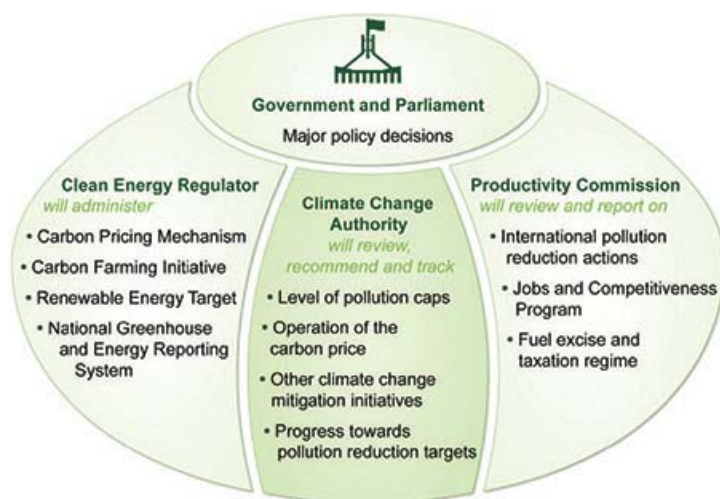 Government and Parliament
Major policy decisions
Clean Energy Regulator
will administer
• Carbon Pricing Mechanism
• Carbon Farming Initiative
• Renewable Energy Target
• National Greenhouse
and Energy Reporting
System
Climate Change
Authority
will review,
recommend and track
• Level of pollution caps
• Operation of the
carbon price
• Other climate change
mitigation initiatives
• Progress towards
pollution reduction targets
Productivity Commission
will review and report on
• International pollution
reduction actions
• Jobs and Competitiveness
Program
• Fuel excise and
taxation regime